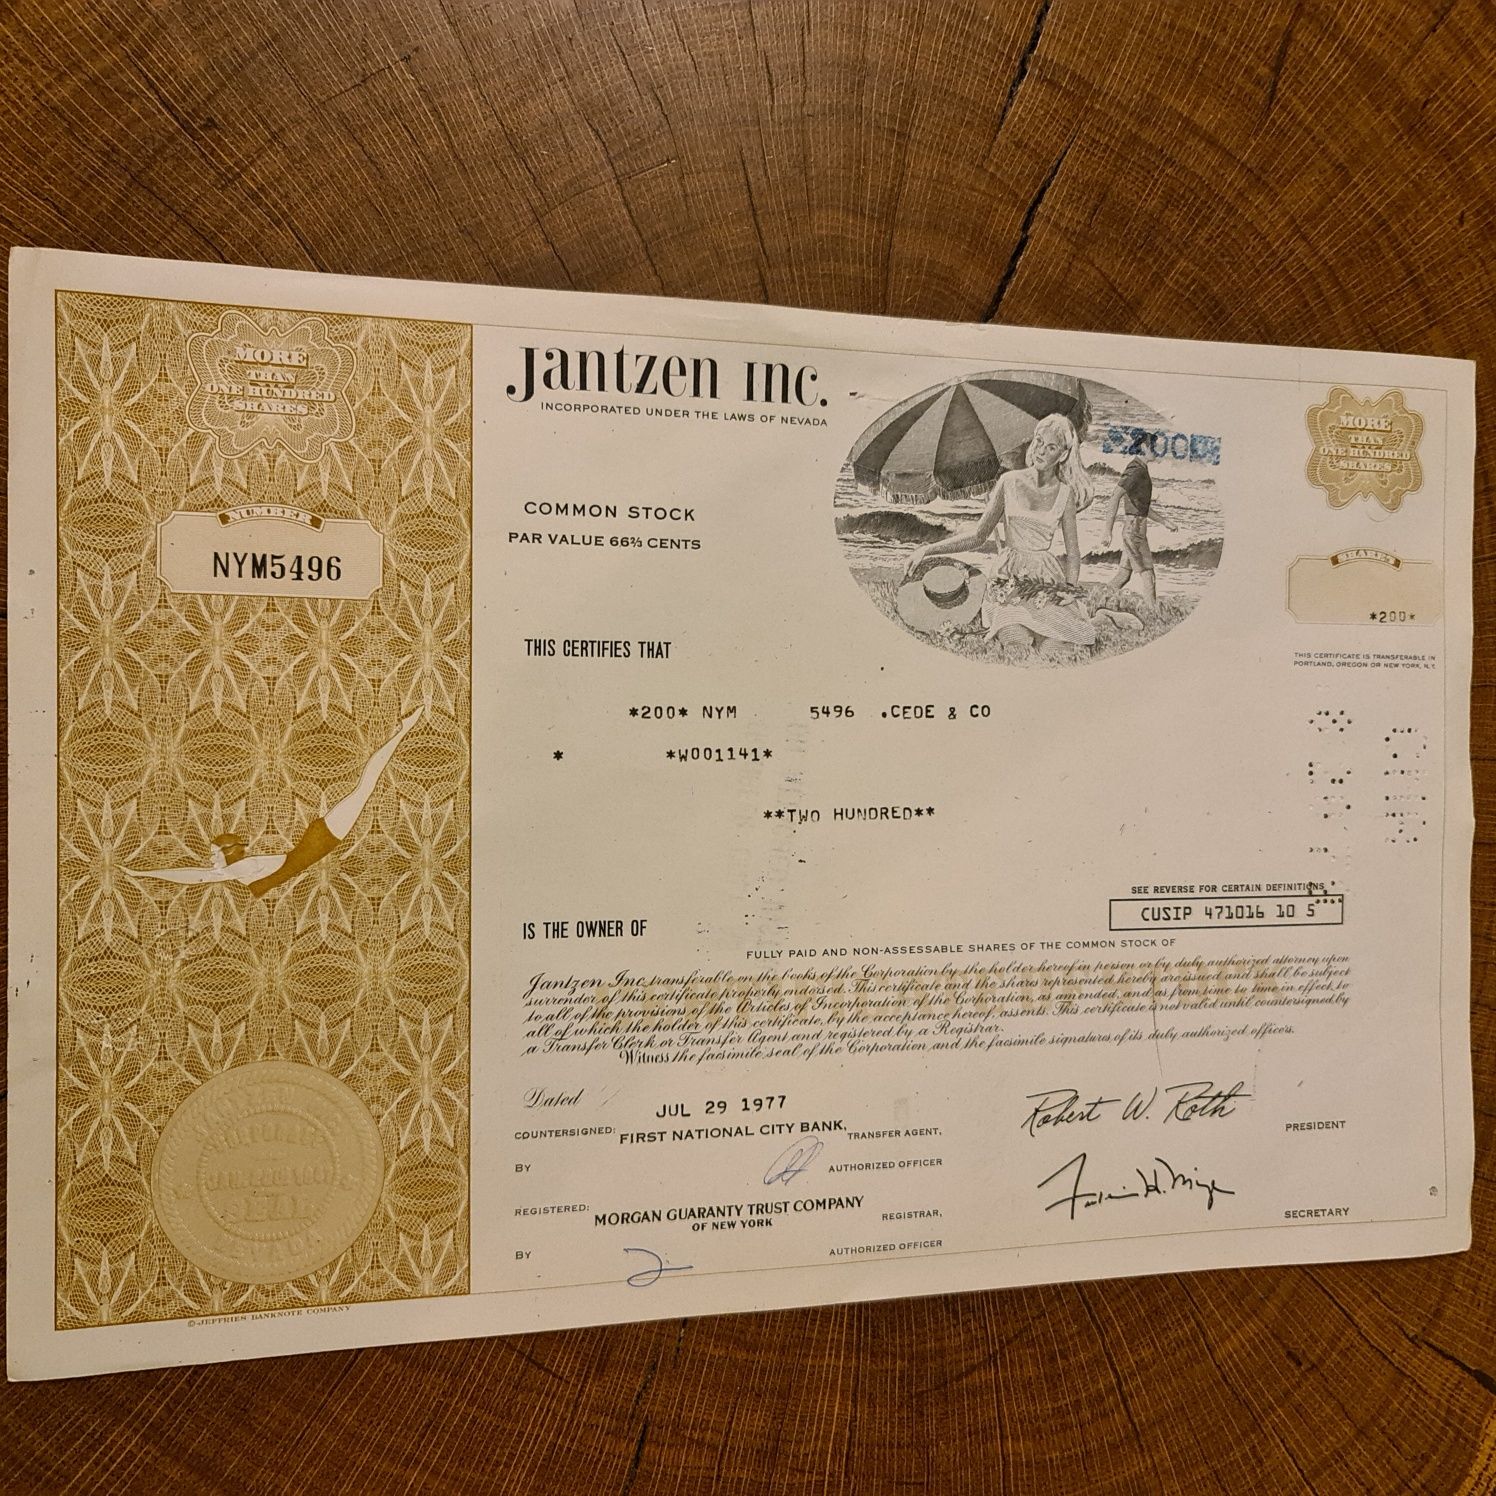 MORE
THAN
ONE HUNDRED
SHARES
NUMBER
NYM5496
© JEFFRIES BANKNOTE COMPANY
Jantzen Inc.
INCORPORATED UNDER THE LAWS OF NEVADA
COMMON STOCK
PAR VALUE 66⅔ CENTS
MORE
THAN
ONE HUNDRED
SHARES
SHARES
*200*
THIS CERTIFICATE IS TRANSFERABLE IN
PORTLAND, OREGON OR NEW YORK, N.Y.
THIS CERTIFIES THAT
*200* NYM 5496 .CEDE & CO
* *W001141*
**TWO HUNDRED**
SEE REVERSE FOR CERTAIN DEFINITIONS
CUSIP 471016 10 5
IS THE OWNER OF
FULLY PAID AND NON-ASSESSABLE SHARES OF THE COMMON STOCK OF
Jantzen Inc. transferable on the books of the Corporation by the holder hereof in person or by duly authorized attorney upon
surrender of this certificate properly endorsed. This certificate and the shares represented hereby are issued and shall be subject
to all of the provisions of the Articles of Incorporation of the Corporation, as amended, and as from time to time in effect, to
all of which the holder of this certificate, by the acceptance hereof, assents. This certificate is not valid until countersigned by
a Transfer Clerk or Transfer Agent and registered by a Registrar.
Witness the facsimile seal of the Corporation and the facsimile signatures of its duly authorized officers.
Dated JUL 29 1977
COUNTERSIGNED: FIRST NATIONAL CITY BANK, TRANSFER AGENT,
BY AUTHORIZED OFFICER
REGISTERED: MORGAN GUARANTY TRUST COMPANY
OF NEW YORK REGISTRAR,
BY AUTHORIZED OFFICER
Robert W. Roth
PRESIDENT
SECRETARY